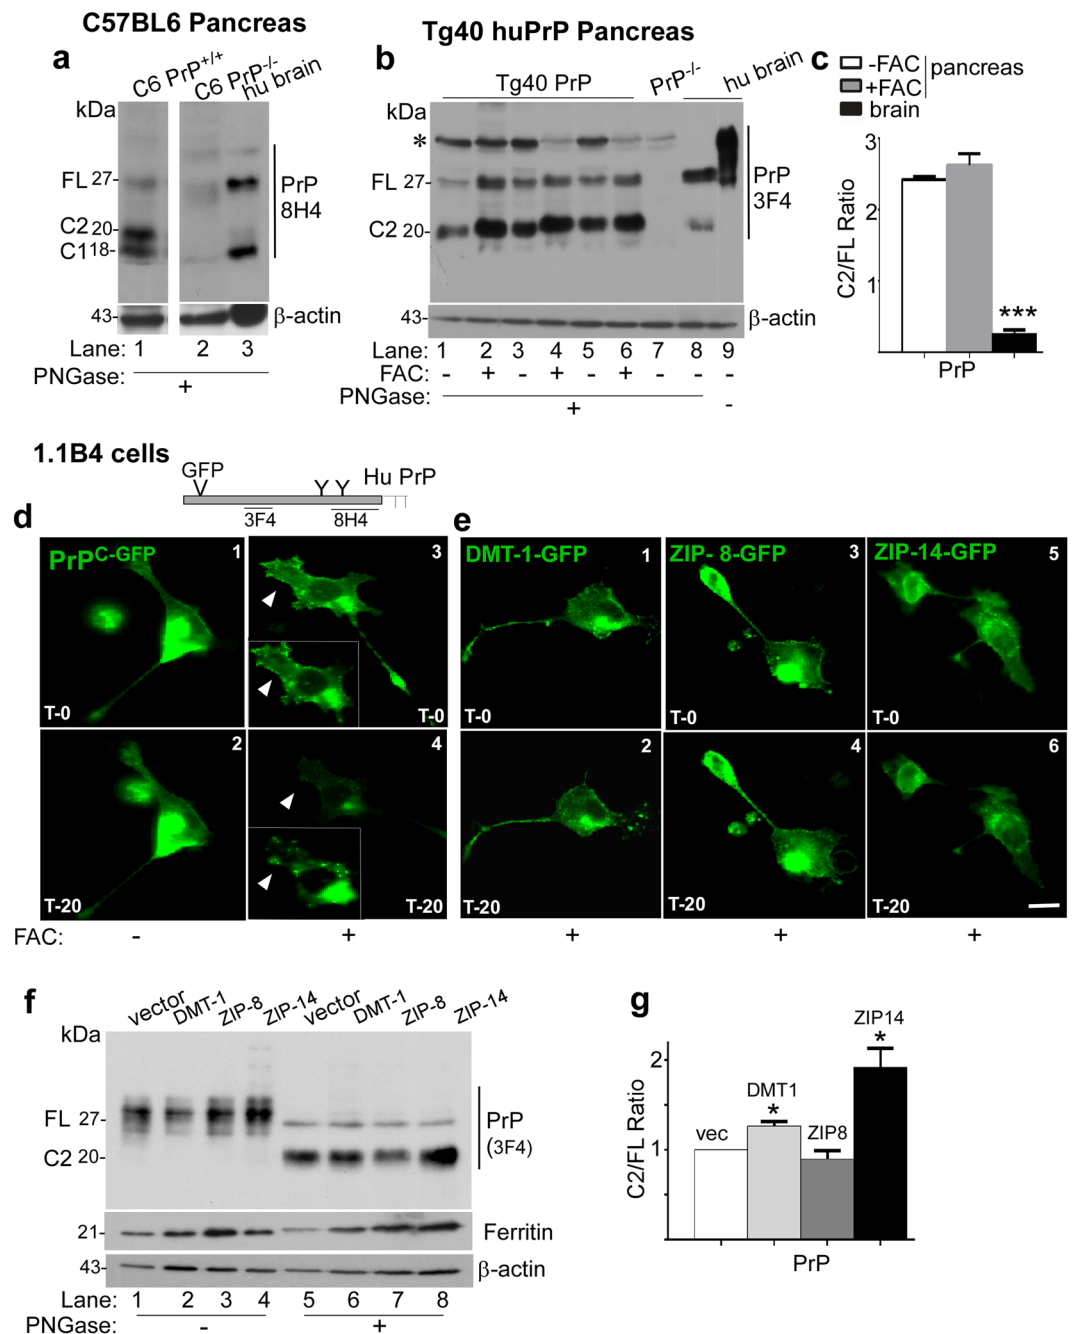 C57BL6 Pancreas
Tg40 huPrP Pancreas
a
C6 PrP+/+
C6 PrP-/-
hu brain
kDa
FL 27-
C2 20-
C1 18-
PrP
8H4
43-
β-actin
Lane: 1 2 3
PNGase: +
b
Tg40 PrP
PrP-/-
hu brain
kDa
*
FL 27-
C2 20-
PrP
3F4
43-
β-actin
Lane: 1 2 3 4 5 6 7 8 9
FAC: - + - + - + - - -
PNGase: + -
c
-FAC
+FAC
pancreas
brain
3
2
1
C2/FL Ratio
***
PrP
1.1B4 cells
GFP
Y Y
Hu PrP
3F4
8H4
d
PrPC-GFP
1
T-0
3
T-0
2
T-20
4
T-20
FAC: - +
e
DMT-1-GFP
1
T-0
ZIP- 8-GFP
3
T-0
ZIP-14-GFP
5
T-0
2
T-20
4
T-20
6
T-20
+ + +
f
vector DMT-1 ZIP-8 ZIP-14 vector DMT-1 ZIP-8 ZIP-14
kDa
FL 27-
C2 20-
PrP
(3F4)
21-
Ferritin
43-
β-actin
Lane: 1 2 3 4 5 6 7 8
PNGase: - +
g
2
1
C2/FL Ratio
vec
DMT1
*
ZIP8
ZIP14
*
PrP